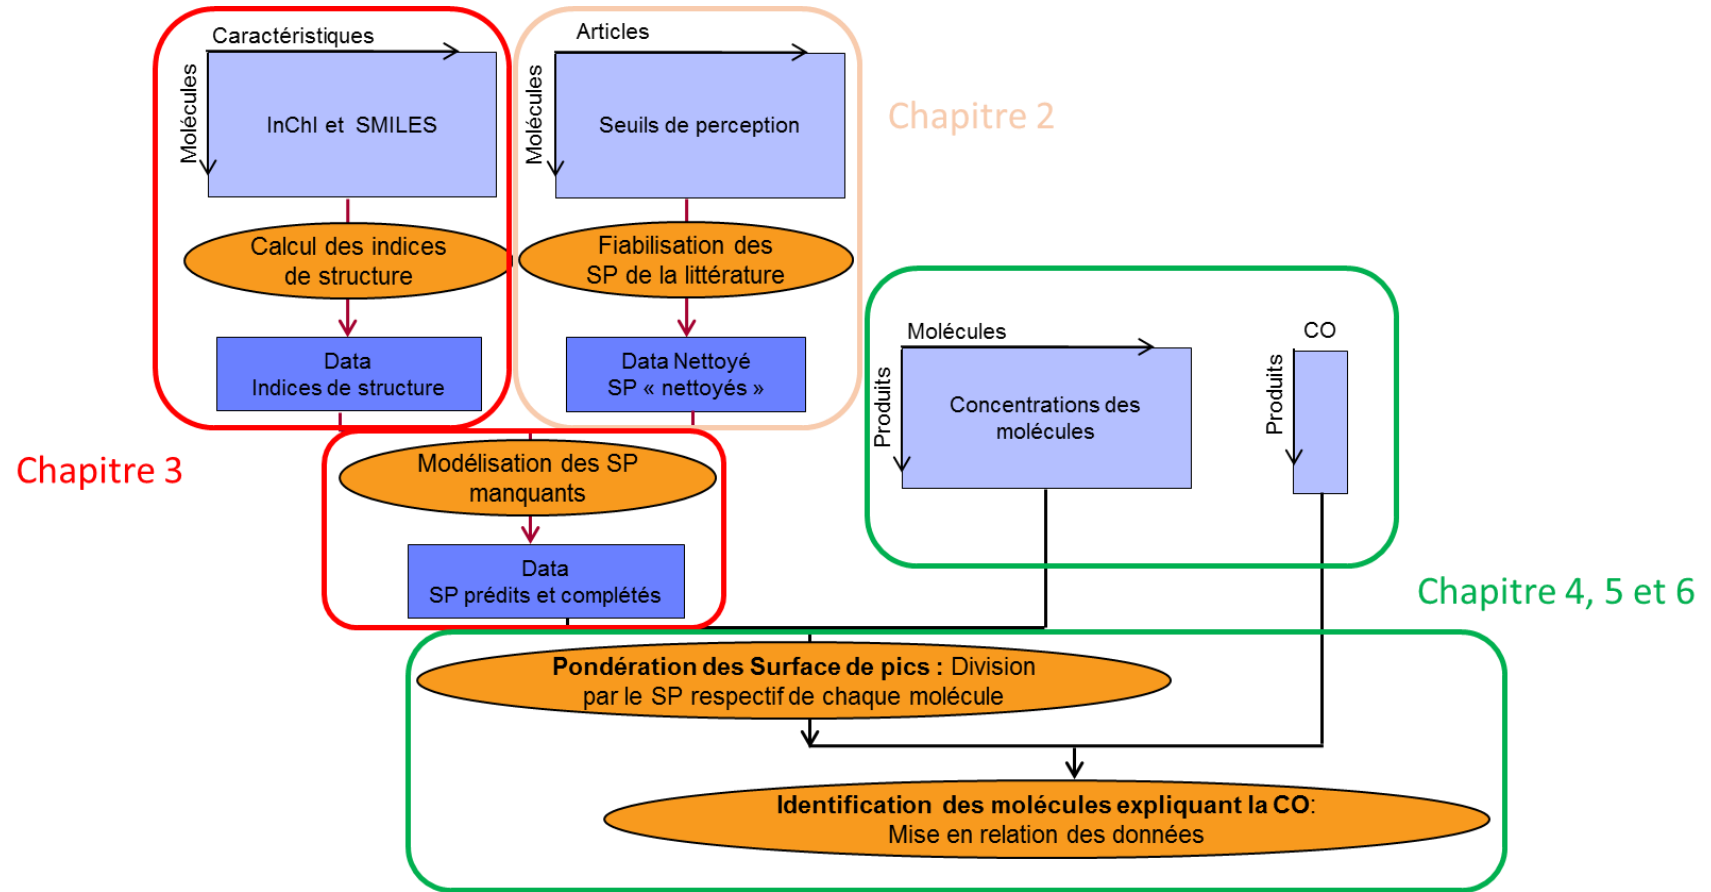 Caractéristiques
Molécules
InChI et SMILES
Calcul des indices
de structure
Data
Indices de structure
Articles
Molécules
Seuils de perception
Fiabilisation des
SP de la littérature
Data Nettoyé
SP « nettoyés »
Chapitre 2
Chapitre 3
Modélisation des SP
manquants
Data
SP prédits et complétés
Molécules
Produits
Concentrations des
molécules
CO
Produits
Chapitre 4, 5 et 6
Pondération des Surface de pics : Division
par le SP respectif de chaque molécule
Identification des molécules expliquant la CO:
Mise en relation des données